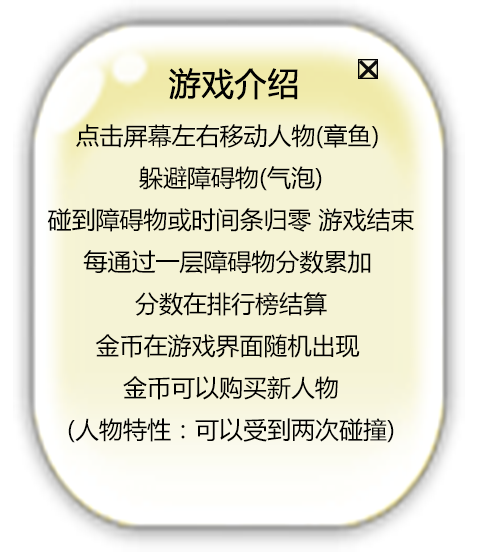 游戏介绍
点击屏幕左右移动人物(章鱼)
躲避障碍物(气泡)
碰到障碍物或时间条归零 游戏结束
每通过一层障碍物分数累加
分数在排行榜结算
金币在游戏界面随机出现
金币可以购买新人物
(人物特性：可以受到两次碰撞)